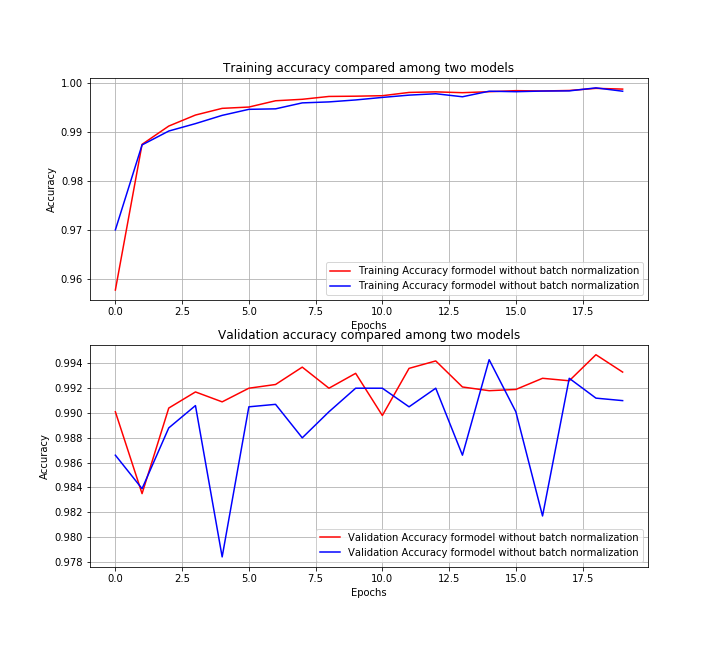 Training accuracy compared among two models
1.00
0.99
0.98
0.97
0.96
Accuracy
Training Accuracy formodel without batch normalization
Training Accuracy formodel without batch normalization
0.0 2.5 5.0 7.5 10.0 12.5 15.0 17.5
Epochs
Validation accuracy compared among two models
0.994
0.992
0.990
0.988
0.986
0.984
0.982
0.980
0.978
Accuracy
Validation Accuracy formodel without batch normalization
Validation Accuracy formodel without batch normalization
0.0 2.5 5.0 7.5 10.0 12.5 15.0 17.5
Epochs